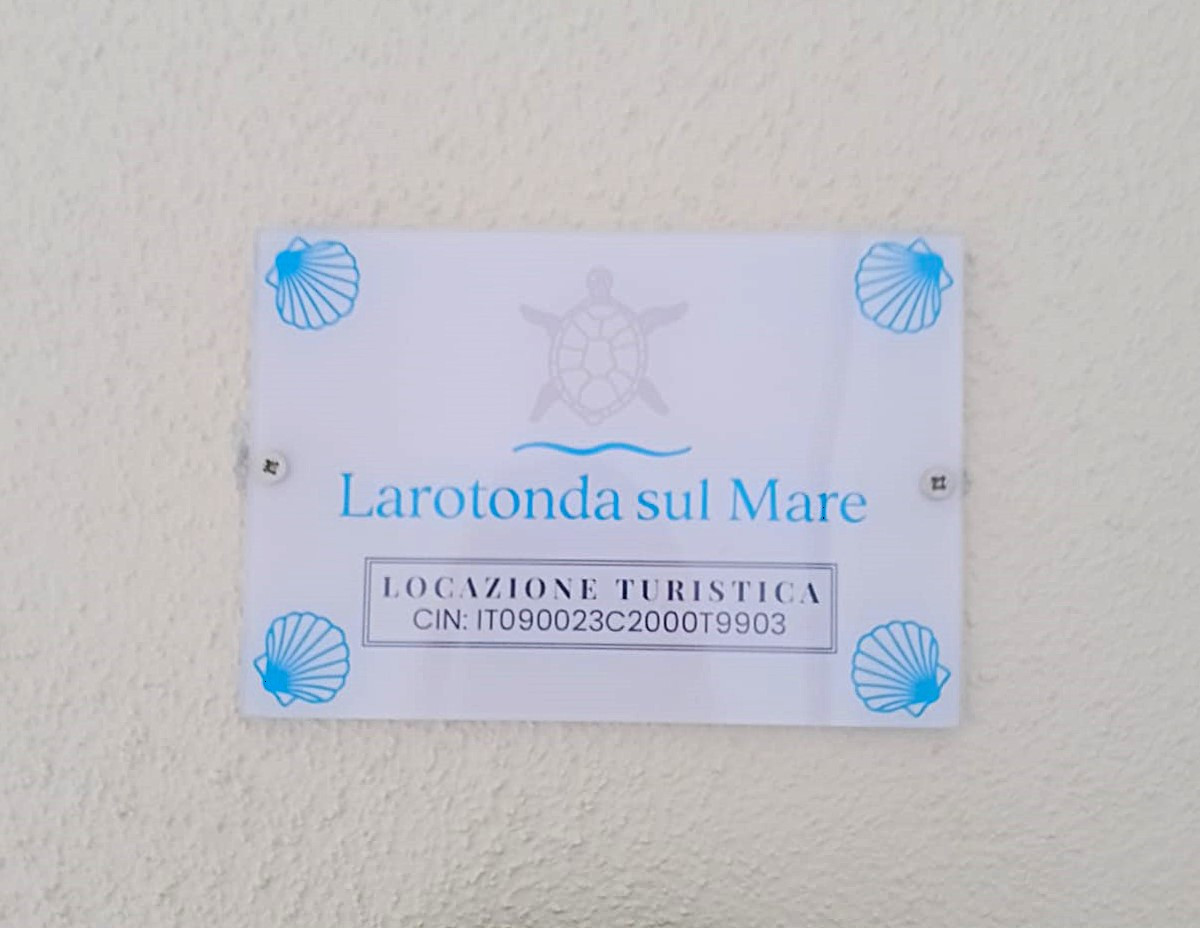 Larotonda sul Mare
LOCAZIONE TURISTICA
CIN: IT090023C2000T9903